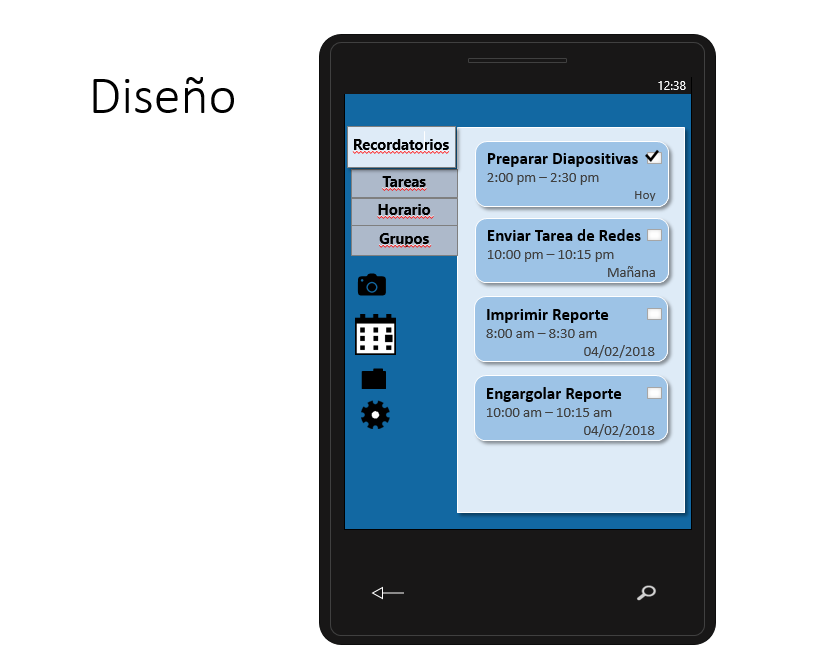 Diseño
12:38
Recordatorios
Tareas
Horario
Grupos
Preparar Diapositivas
2:00 pm – 2:30 pm
Hoy
Enviar Tarea de Redes
10:00 pm – 10:15 pm
Mañana
Imprimir Reporte
8:00 am – 8:30 am
04/02/2018
Engargolar Reporte
10:00 am – 10:15 am
04/02/2018